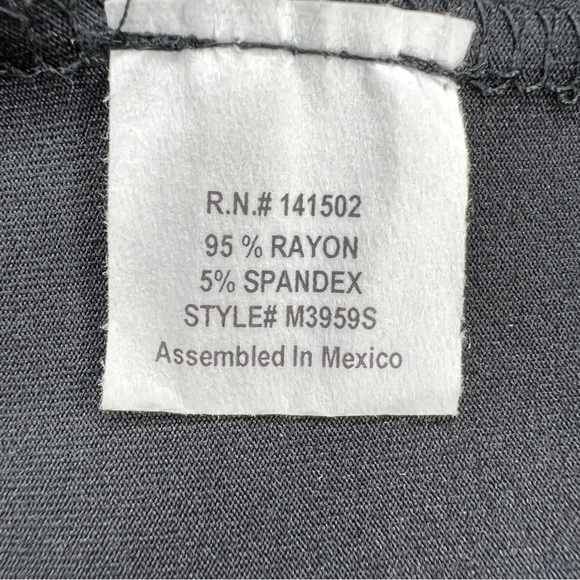 R.N.# 141502
95 % RAYON
5% SPANDEX
STYLE# M3959S
Assembled In Mexico